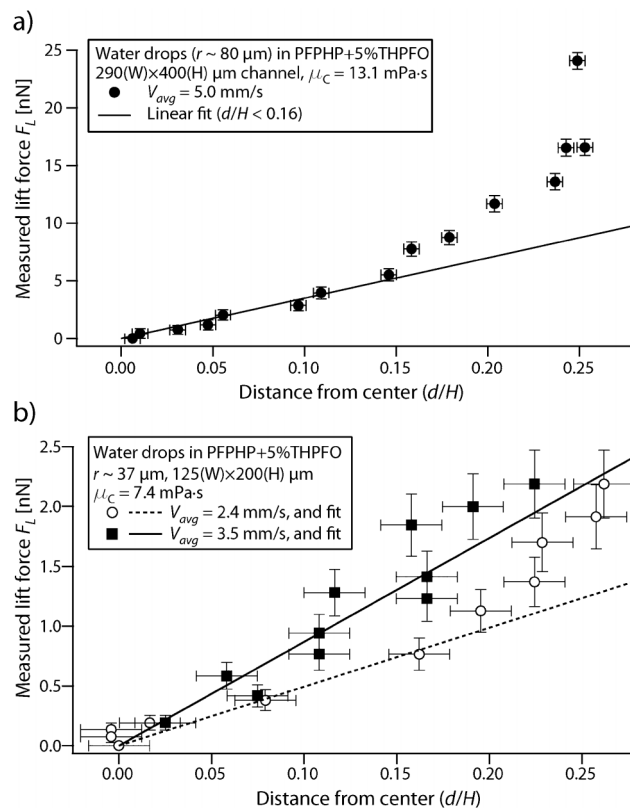 a)
Water drops (r ~ 80 μm) in PFPHP+5%THPFO
290(W)×400(H) μm channel, μC = 13.1 mPa·s
Vavg = 5.0 mm/s
Linear fit (d/H < 0.16)
Measured lift force FL [nN]
25
20
15
10
5
0
0.00 0.05 0.10 0.15 0.20 0.25
Distance from center (d/H)
b)
Water drops in PFPHP+5%THPFO
r ~ 37 μm, 125(W)×200(H) μm
μC = 7.4 mPa·s
Vavg = 2.4 mm/s, and fit
Vavg = 3.5 mm/s, and fit
Measured lift force FL [nN]
2.5
2.0
1.5
1.0
0.5
0.0
0.00 0.05 0.10 0.15 0.20 0.25
Distance from center (d/H)